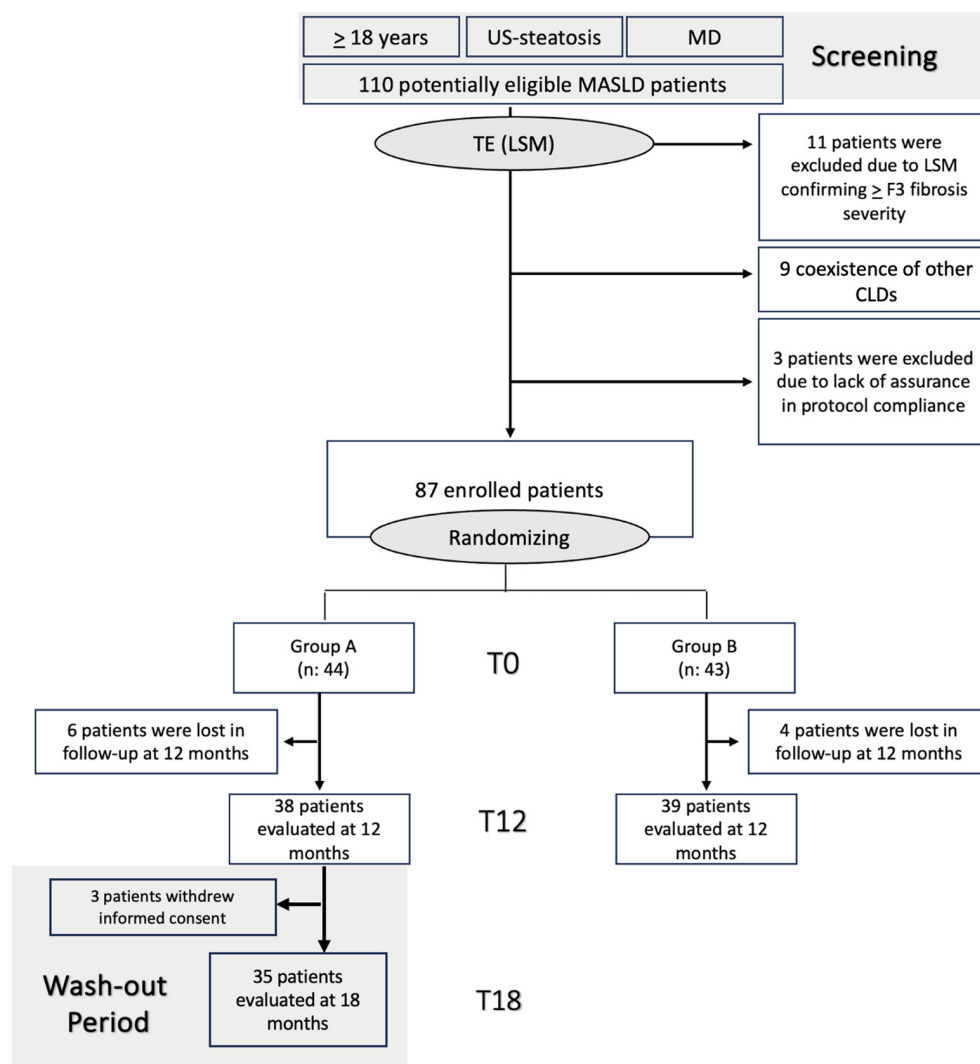 ≥ 18 years
US-steatosis
MD
Screening
110 potentially eligible MASLD patients
TE (LSM)
11 patients were
excluded due to LSM
confirming ≥ F3 fibrosis
severity
9 coexistence of other
CLDs
3 patients were excluded
due to lack of assurance
in protocol compliance
87 enrolled patients
Randomizing
Group A
(n: 44)
T0
Group B
(n: 43)
6 patients were lost in
follow-up at 12 months
4 patients were lost in
follow-up at 12 months
38 patients
evaluated at 12
months
T12
39 patients
evaluated at 12
months
3 patients withdrew
informed consent
Wash-out
Period
35 patients
evaluated at 18
months
T18